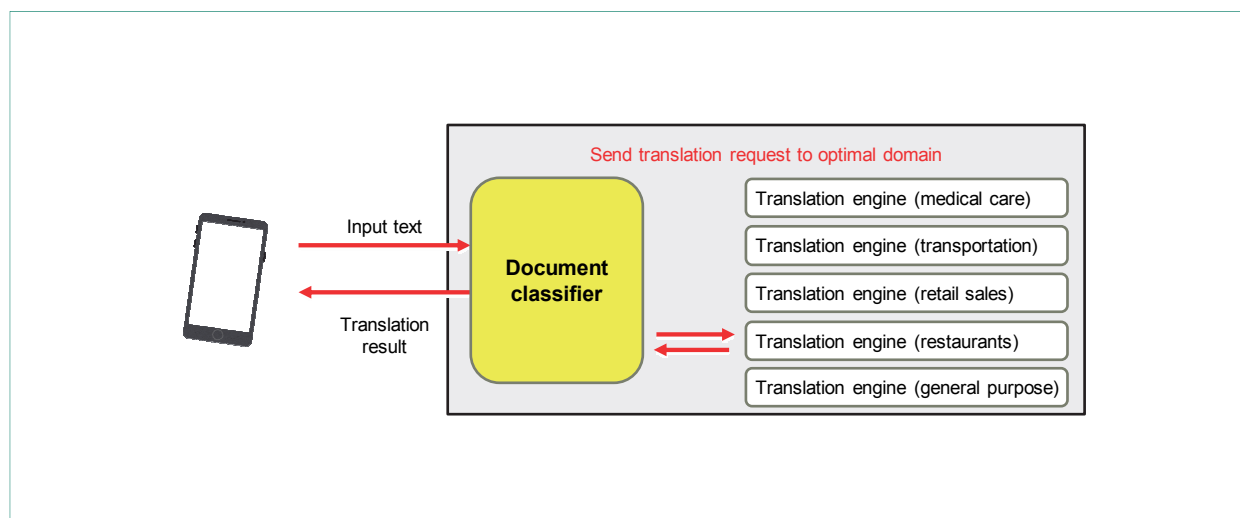 Send translation request to optimal domain
Input text
Translation
result
Document
classifier
Translation engine (medical care)
Translation engine (transportation)
Translation engine (retail sales)
Translation engine (restaurants)
Translation engine (general purpose)